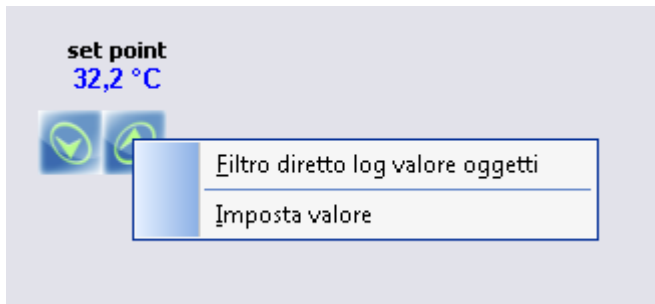 set point
32,2 °C
Filtro diretto log valore oggetti
Imposta valore